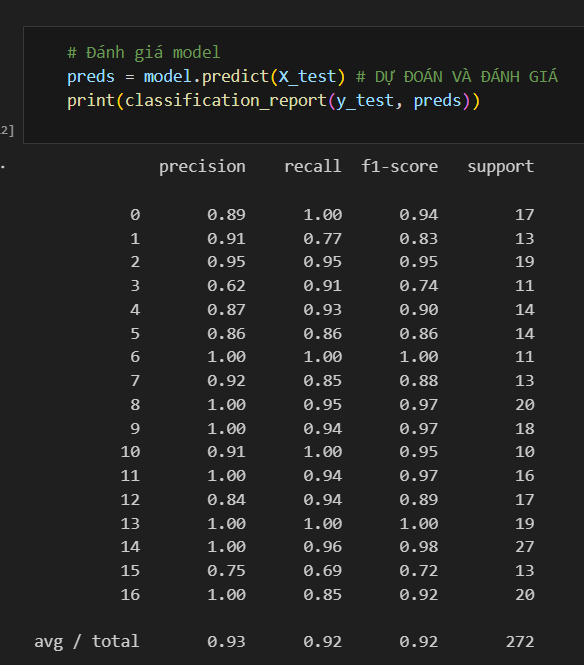 # Đánh giá model
preds = model.predict(X_test) # DỰ ĐOÁN VÀ ĐÁNH GIÁ
print(classification_report(y_test, preds))
2]
precision recall f1-score support
0 0.89 1.00 0.94 17
1 0.91 0.77 0.83 13
2 0.95 0.95 0.95 19
3 0.62 0.91 0.74 11
4 0.87 0.93 0.90 14
5 0.86 0.86 0.86 14
6 1.00 1.00 1.00 11
7 0.92 0.85 0.88 13
8 1.00 0.95 0.97 20
9 1.00 0.94 0.97 18
10 0.91 1.00 0.95 10
11 1.00 0.94 0.97 16
12 0.84 0.94 0.89 17
13 1.00 1.00 1.00 19
14 1.00 0.96 0.98 27
15 0.75 0.69 0.72 13
16 1.00 0.85 0.92 20
avg / total 0.93 0.92 0.92 272